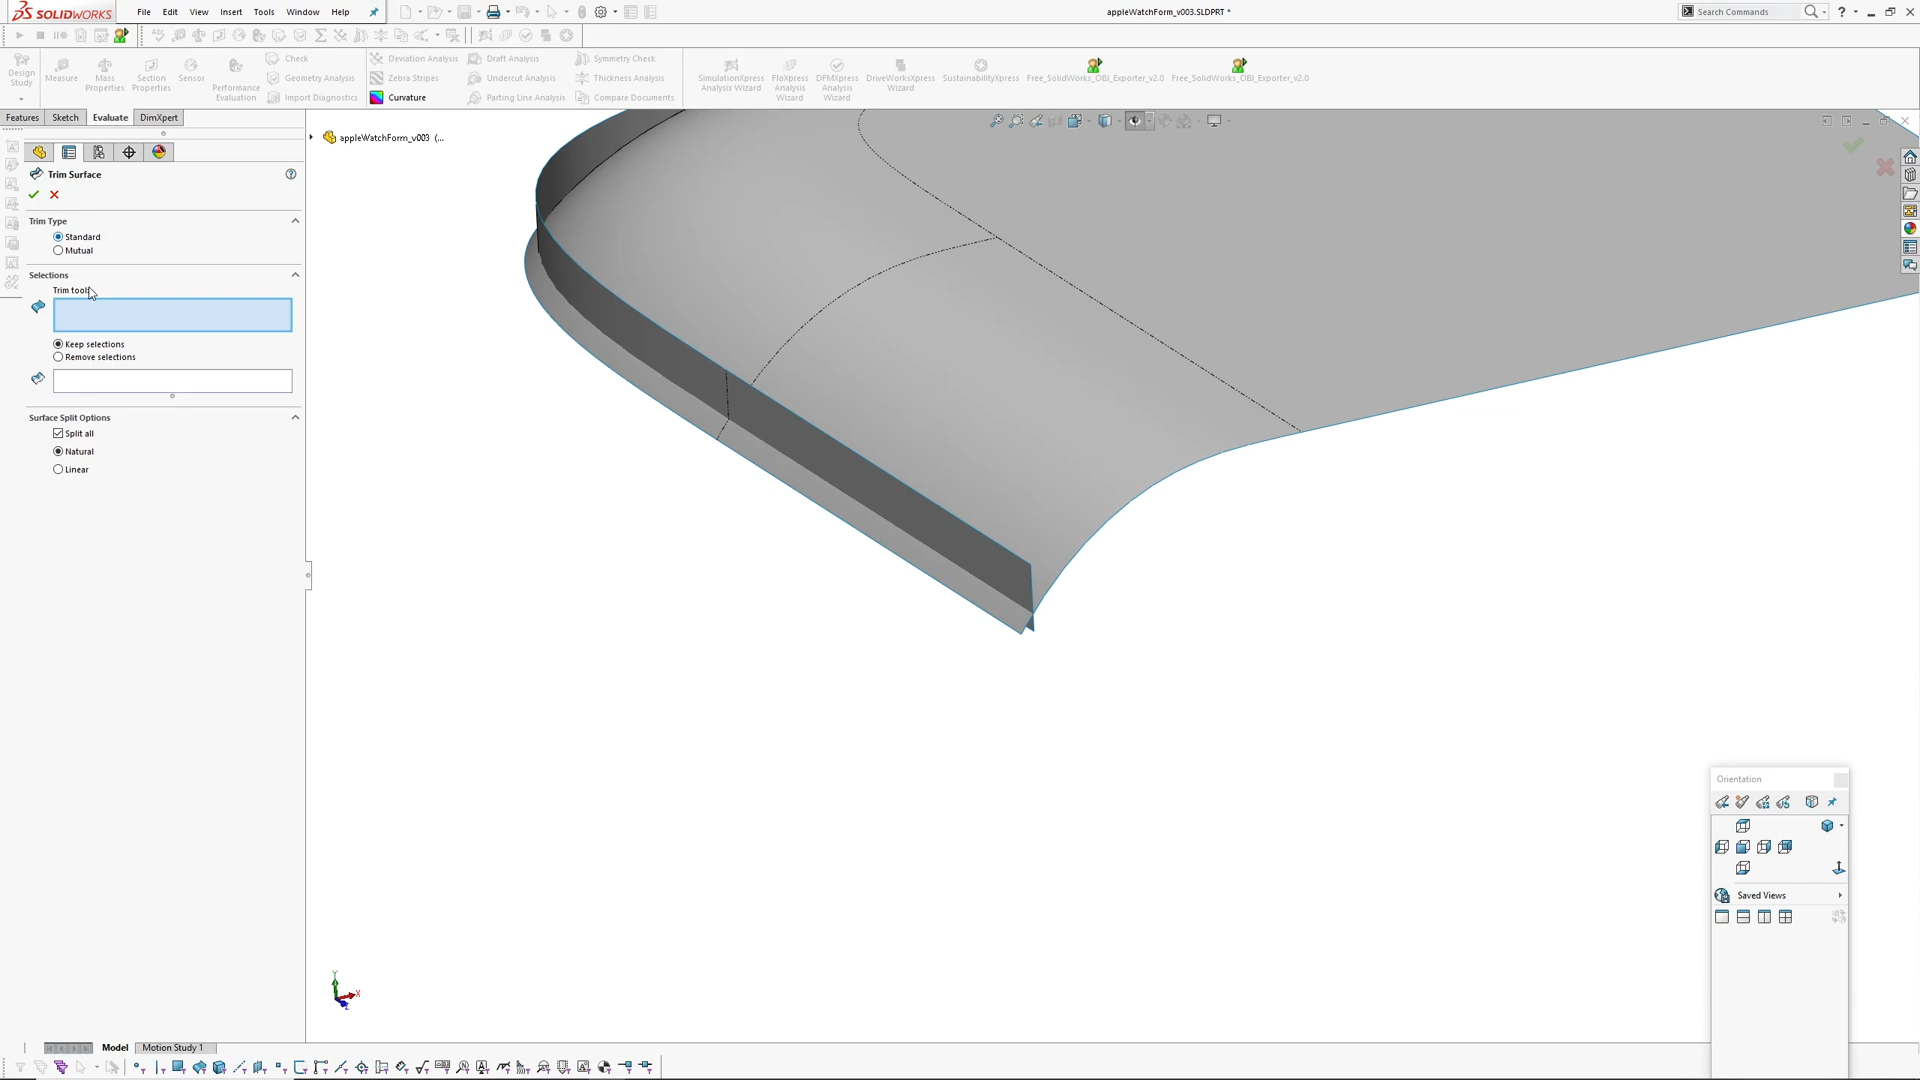 SOLIDWORKS File Edit View Insert Tools Window Help appleWatchForm_v003.SLDPRT * Search Commands
Design Study Measure Mass Properties Section Properties Sensor Performance Evaluation
Check Geometry Analysis Import Diagnostics
Deviation Analysis Zebra Stripes Curvature
Draft Analysis Undercut Analysis Parting Line Analysis
Symmetry Check Thickness Analysis Compare Documents
SimulationXpress Analysis Wizard FloXpress Analysis Wizard DFMXpress Analysis Wizard DriveWorksXpress Wizard SustainabilityXpress Free_SolidWorks_OBJ_Exporter_v2.0 Free_SolidWorks_OBJ_Exporter_v2.0
Features Sketch Evaluate DimXpert
appleWatchForm_v003 (...
Trim Surface
Trim Type
Standard
Mutual
Selections
Trim tools
Keep selections
Remove selections
Surface Split Options
Split all
Natural
Linear
Orientation
Saved Views
Y
X
Z
Model Motion Study 1